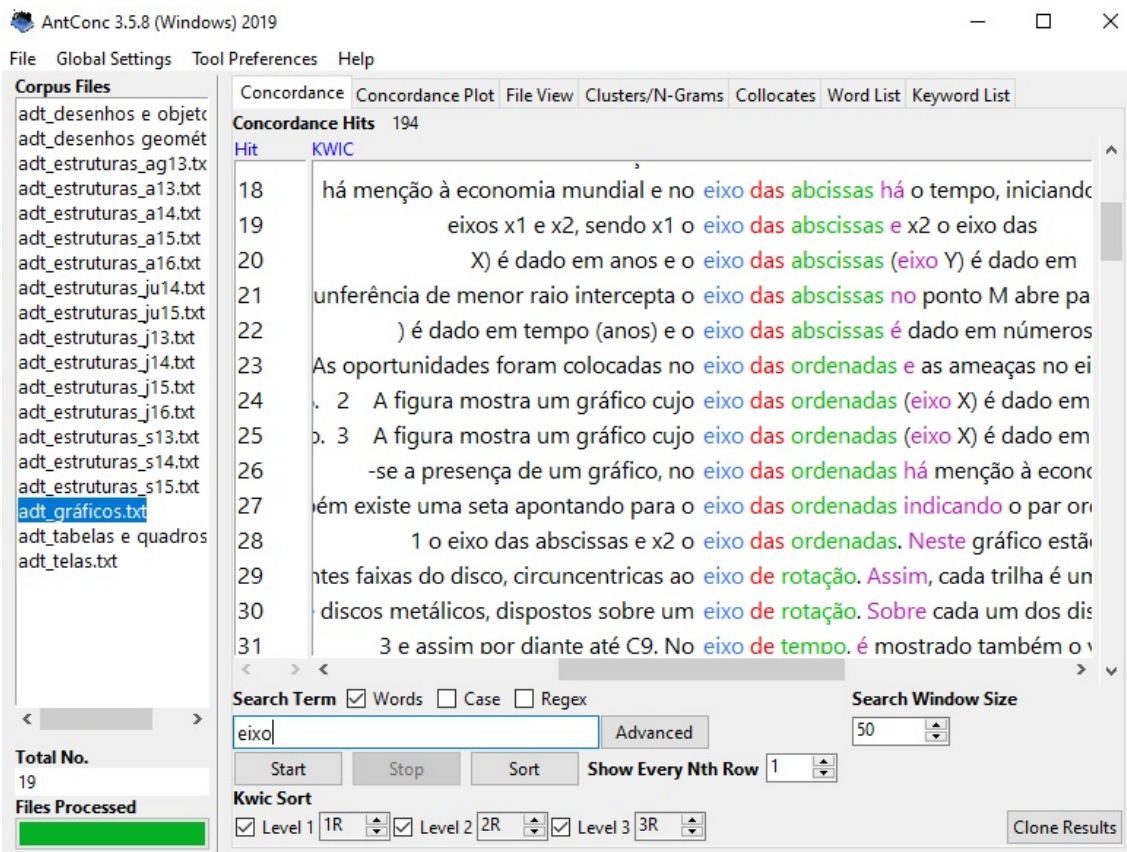 AntConc 3.5.8 (Windows) 2019
File Global Settings Tool Preferences Help
Corpus Files
adt_desenhos e objeto
adt_desenhos geomét
adt_estruturas_ag13.tx
adt_estruturas_a13.txt
adt_estruturas_a14.txt
adt_estruturas_a15.txt
adt_estruturas_a16.txt
adt_estruturas_ju14.txt
adt_estruturas_ju15.txt
adt_estruturas_j13.txt
adt_estruturas_j14.txt
adt_estruturas_j15.txt
adt_estruturas_j16.txt
adt_estruturas_s13.txt
adt_estruturas_s14.txt
adt_estruturas_s15.txt
adt_gráficos.txt
adt_tabelas e quadros
adt_telas.txt
Total No.
19
Files Processed
Concordance Concordance Plot File View Clusters/N-Grams Collocates Word List Keyword List
Concordance Hits 194
Hit KWIC
18 há menção à economia mundial e no eixo das abcissas há o tempo, iniciando
19 eixos x1 e x2, sendo x1 o eixo das abscissas e x2 o eixo das
20 X) é dado em anos e o eixo das abscissas (eixo Y) é dado em
21 unferência de menor raio intercepta o eixo das abscissas no ponto M abre pa
22 ) é dado em tempo (anos) e o eixo das abscissas é dado em números
23 As oportunidades foram colocadas no eixo das ordenadas e as ameaças no ei
24 . 2 A figura mostra um gráfico cujo eixo das ordenadas (eixo X) é dado em
25 o. 3 A figura mostra um gráfico cujo eixo das ordenadas (eixo X) é dado em
26 -se a presença de um gráfico, no eixo das ordenadas há menção à econo
27 ém existe uma seta apontando para o eixo das ordenadas indicando o par or
28 1 o eixo das abscissas e x2 o eixo das ordenadas. Neste gráfico estã
29 ntes faixas do disco, circuncentricas ao eixo de rotação. Assim, cada trilha é um
30 discos metálicos, dispostos sobre um eixo de rotação. Sobre cada um dos dis
31 3 e assim por diante até C9. No eixo de tempo. é mostrado também o v
Search Term Words Case Regex Search Window Size
eixo Advanced 50
Start Stop Sort Show Every Nth Row 1
Kwic Sort
Level 1 1R Level 2 2R Level 3 3R Clone Results